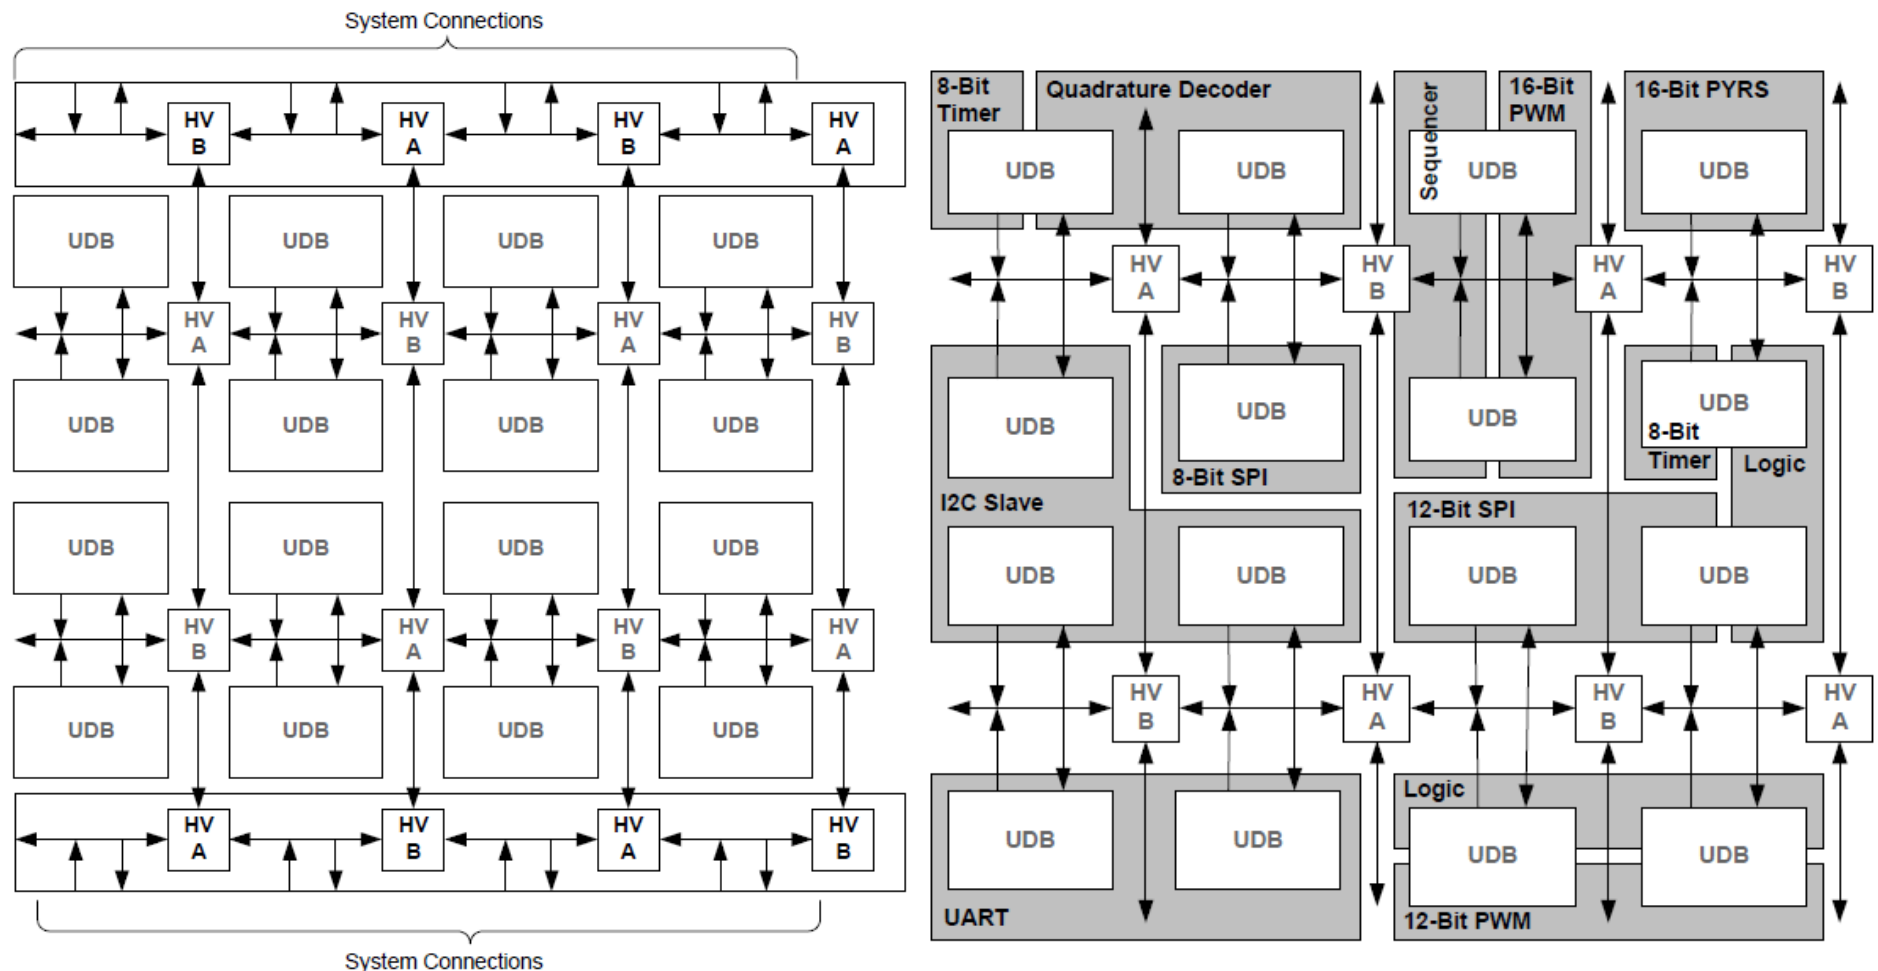 System Connections
HV
B
HV
A
HV
B
HV
A
UDB
UDB
UDB
UDB
HV
A
HV
B
HV
A
HV
B
UDB
UDB
UDB
UDB
UDB
UDB
UDB
UDB
HV
B
HV
A
HV
B
HV
A
UDB
UDB
UDB
UDB
HV
A
HV
B
HV
A
HV
B
System Connections
8-Bit
Timer
Quadrature Decoder
Sequencer
16-Bit
PWM
16-Bit PYRS
UDB
UDB
UDB
UDB
HV
A
HV
B
HV
A
HV
B
UDB
UDB
UDB
UDB
8-Bit
Timer
Logic
8-Bit SPI
I2C Slave
12-Bit SPI
UDB
UDB
UDB
UDB
HV
B
HV
A
HV
B
HV
A
Logic
UDB
UDB
UDB
UDB
UART
12-Bit PWM